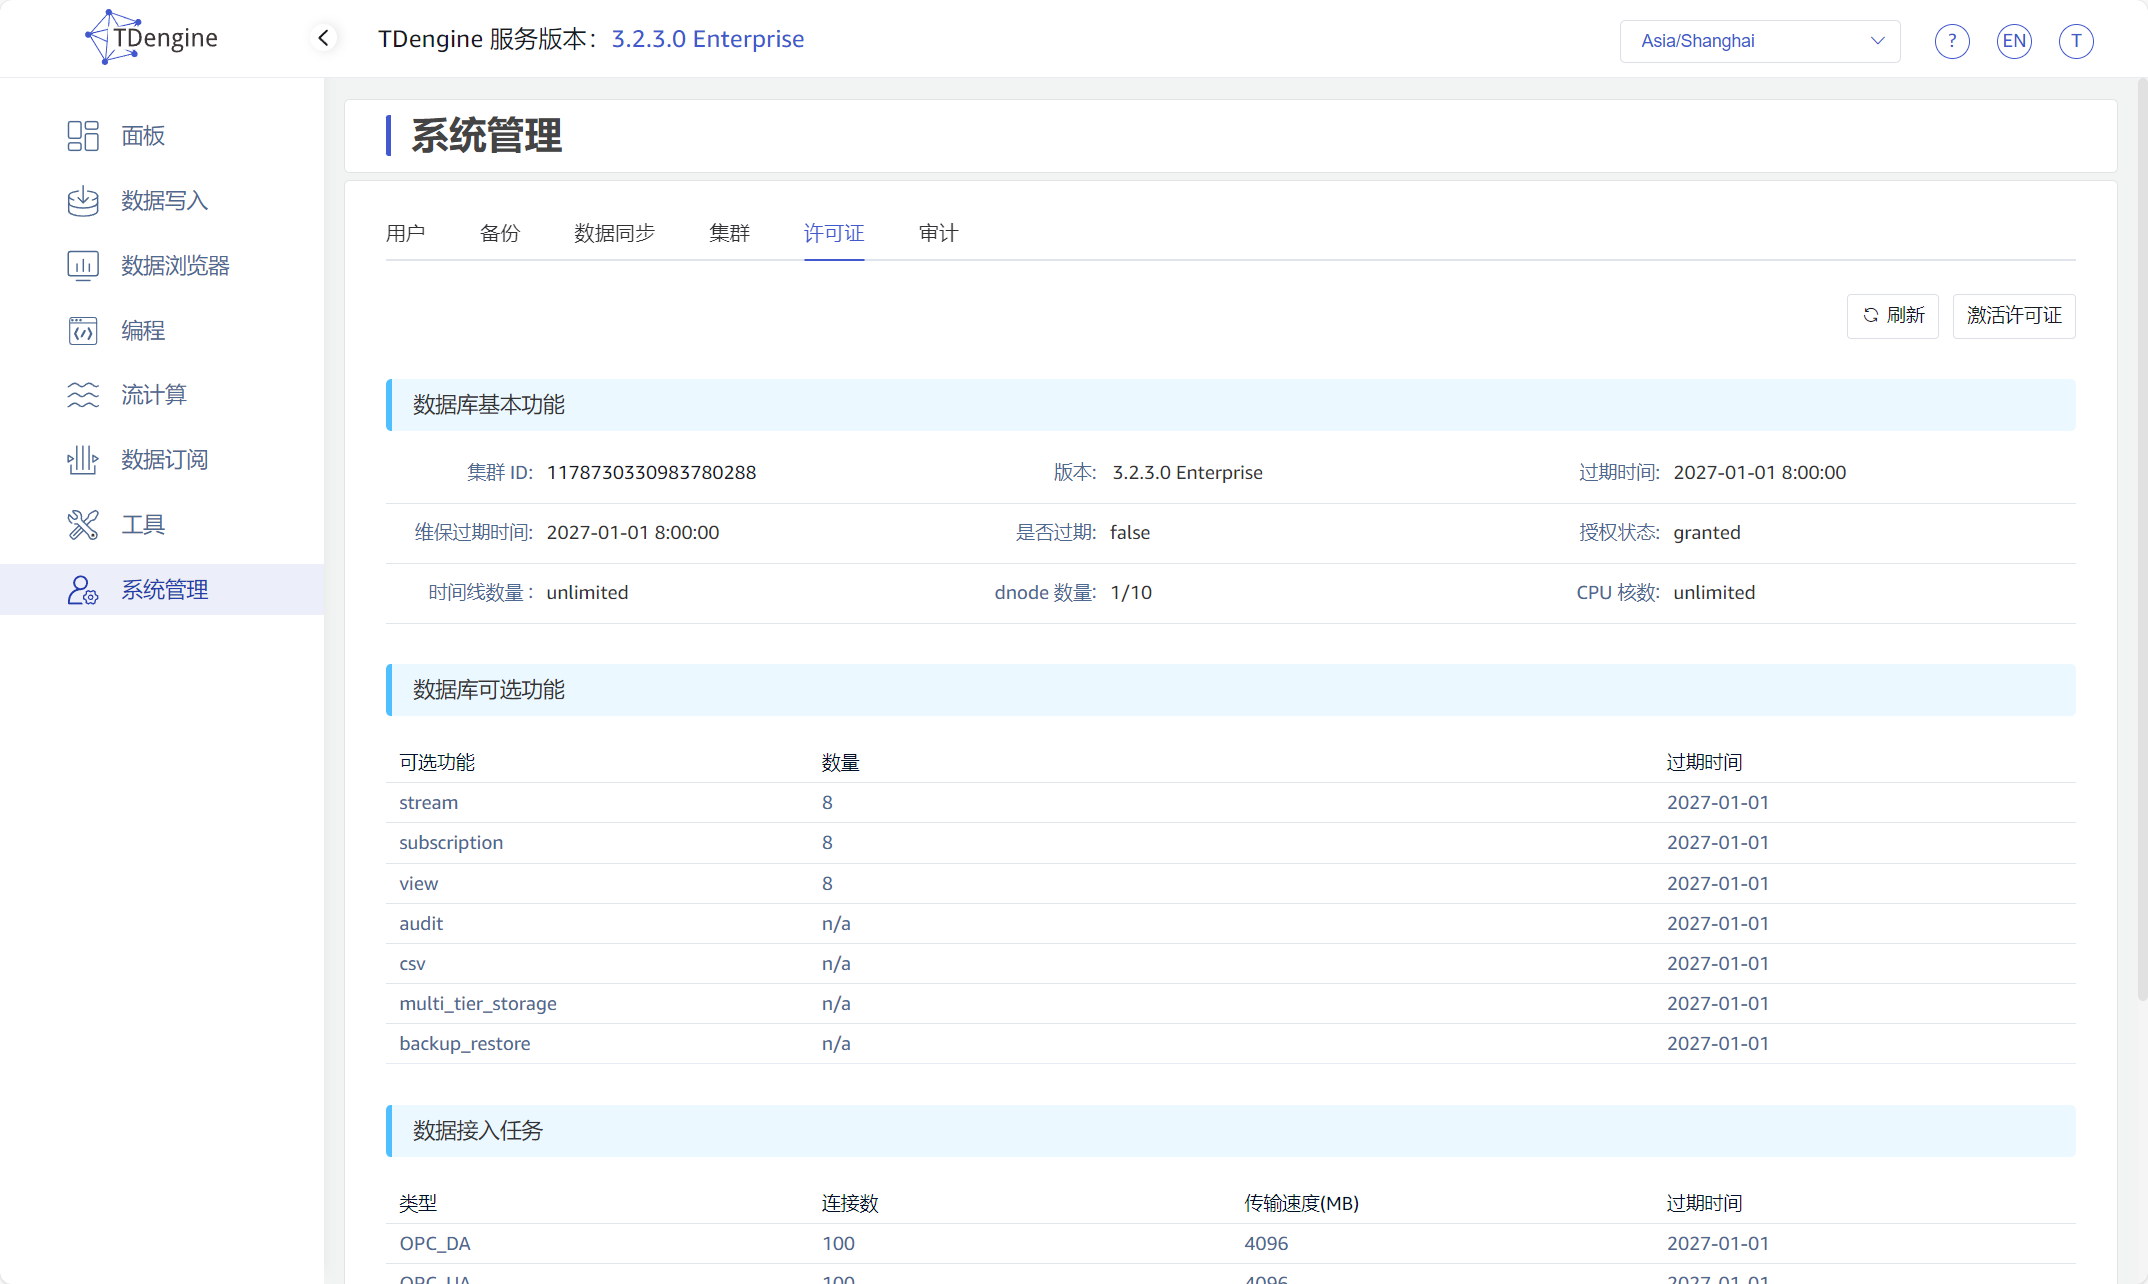 TDengine
TDengine 服务版本： 3.2.3.0 Enterprise
Asia/Shanghai
?
EN
T
面板
数据写入
数据浏览器
编程
流计算
数据订阅
工具
系统管理
系统管理
用户 备份 数据同步 集群 许可证 审计
刷新 激活许可证
数据库基本功能
集群 ID: 1178730330983780288 版本: 3.2.3.0 Enterprise 过期时间: 2027-01-01 8:00:00
维保过期时间: 2027-01-01 8:00:00 是否过期: false 授权状态: granted
时间线数量 : unlimited dnode 数量: 1/10 CPU 核数: unlimited
数据库可选功能
可选功能 数量 过期时间
stream 8 2027-01-01
subscription 8 2027-01-01
view 8 2027-01-01
audit n/a 2027-01-01
csv n/a 2027-01-01
multi_tier_storage n/a 2027-01-01
backup_restore n/a 2027-01-01
数据接入任务
类型 连接数 传输速度(MB) 过期时间
OPC_DA 100 4096 2027-01-01
OPC_UA 100 4096 2027-01-01